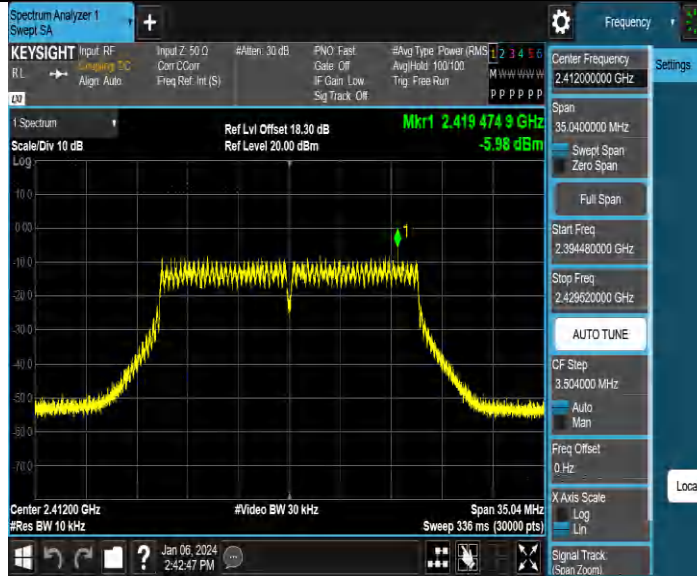 Spectrum Analyzer 1
Swept SA
+
Frequency
KEYSIGHT
Input: RF
Coupling: DC
Align: Auto
Input Z: 50 Ω
Corr CCorr
Freq Ref: Int (S)
#Atten: 30 dB
PNO: Fast
Gate: Off
IF Gain: Low
Sig Track: Off
#Avg Type: Power (RMS
Avg|Hold: 100/100
Trig: Free Run
1 2 3 4 5 6
M W W W W W
P P P P P P
RL
LXI
1 Spectrum
Scale/Div 10 dB
Log
Ref Lvl Offset 18.30 dB
Ref Level 20.00 dBm
Mkr1 2.419 474 9 GHz
-5.98 dBm
10.0
0.00
-10.0
-20.0
-30.0
-40.0
-50.0
-60.0
-70.0
1
Center 2.41200 GHz
#Res BW 10 kHz
#Video BW 30 kHz
Span 35.04 MHz
Sweep 336 ms (30000 pts)
Center Frequency
2.412000000 GHz
Settings
Span
35.0400000 MHz
Swept Span
Zero Span
Full Span
Start Freq
2.394480000 GHz
Stop Freq
2.429520000 GHz
AUTO TUNE
CF Step
3.504000 MHz
Auto
Man
Freq Offset
0 Hz
X Axis Scale
Log
Lin
Loca
Signal Track
(Span Zoom)
?
Jan 06, 2024
2:42:47 PM